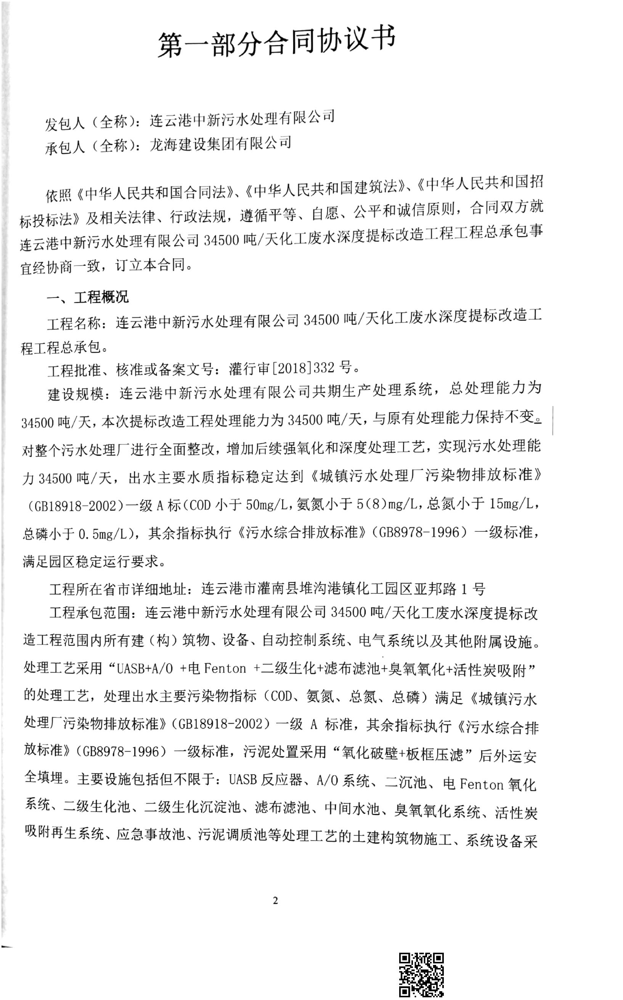 第一部分合同协议书
发包人（全称）：连云港中新污水处理有限公司
承包人（全称）：龙海建设集团有限公司
依照《中华人民共和国合同法》、《中华人民共和国建筑法》、《中华人民共和国招
标投标法》及相关法律、行政法规，遵循平等、自愿、公平和诚信原则，合同双方就
连云港中新污水处理有限公司 34500 吨/天化工废水深度提标改造工程工程总承包事
宜经协商一致，订立本合同。
一、工程概况
工程名称：连云港中新污水处理有限公司 34500 吨/天化工废水深度提标改造工
程工程总承包。
工程批准、核准或备案文号：灌行审[2018]332 号。
建设规模：连云港中新污水处理有限公司共期生产处理系统，总处理能力为
34500 吨/天，本次提标改造工程处理能力为 34500 吨/天，与原有处理能力保持不变。
对整个污水处理厂进行全面整改，增加后续强氧化和深度处理工艺，实现污水处理能
力 34500 吨/天，出水主要水质指标稳定达到《城镇污水处理厂污染物排放标准》
（GB18918-2002）一级 A 标（COD 小于 50mg/L，氨氮小于 5(8)mg/L，总氮小于 15mg/L，
总磷小于 0.5mg/L），其余指标执行《污水综合排放标准》（GB8978-1996）一级标准，
满足园区稳定运行要求。
工程所在省市详细地址：连云港市灌南县堆沟港镇化工园区亚邦路 1 号
工程承包范围：连云港中新污水处理有限公司 34500 吨/天化工废水深度提标改
造工程范围内所有建（构）筑物、设备、自动控制系统、电气系统以及其他附属设施。
处理工艺采用“UASB+A/O +电 Fenton +二级生化+滤布滤池+臭氧氧化+活性炭吸附”
的处理工艺，处理出水主要污染物指标（COD、氨氮、总氮、总磷）满足《城镇污水
处理厂污染物排放标准》（GB18918-2002）一级 A 标准，其余指标执行《污水综合排
放标准》（GB8978-1996）一级标准，污泥处置采用“氧化破壁+板框压滤”后外运安
全填埋。主要设施包括但不限于：UASB 反应器、A/O 系统、二沉池、电 Fenton 氧化
系统、二级生化池、二级生化沉淀池、滤布滤池、中间水池、臭氧氧化系统、活性炭
吸附再生系统、应急事故池、污泥调质池等处理工艺的土建构筑物施工、系统设备采
2